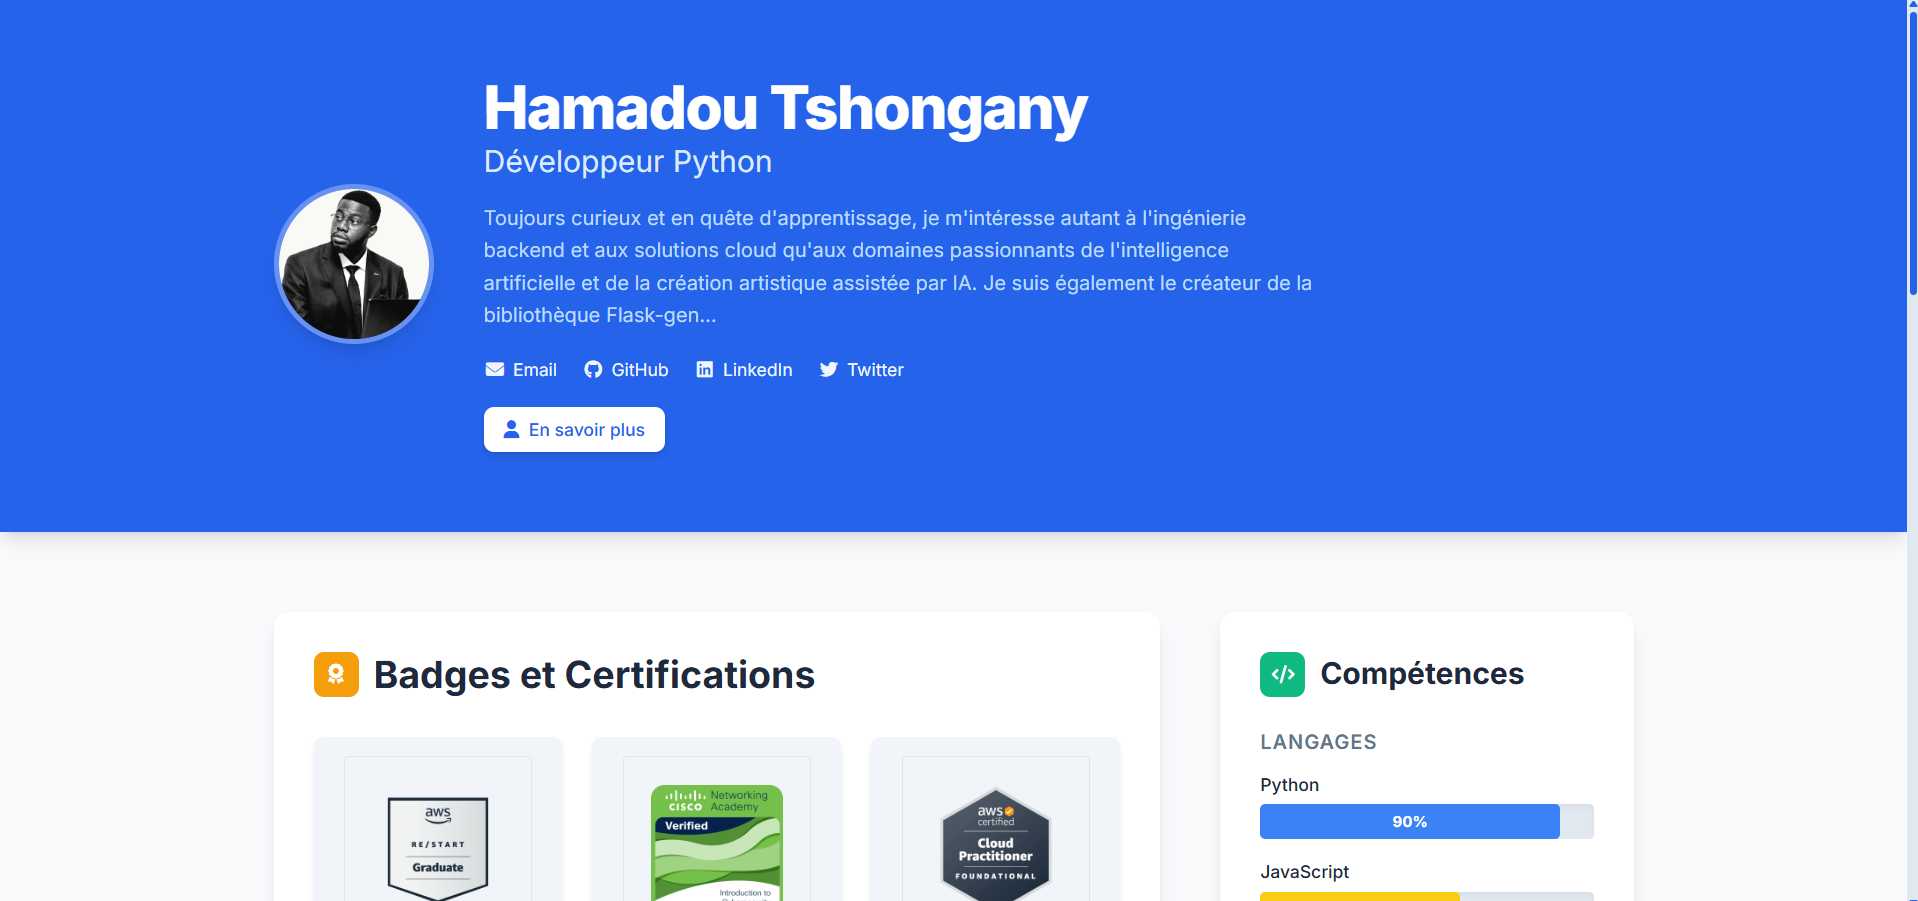 Hamadou Tshongany
Développeur Python
Toujours curieux et en quête d'apprentissage, je m'intéresse autant à l'ingénierie
backend et aux solutions cloud qu'aux domaines passionnants de l'intelligence
artificielle et de la création artistique assistée par IA. Je suis également le créateur de la
bibliothèque Flask-gen...
Email GitHub LinkedIn Twitter
En savoir plus
Badges et Certifications
aws
RE/START
Graduate
CISCO Networking
Academy
Verified
Introduction to
aws
certified
Cloud
Practitioner
FOUNDATIONAL
Compétences
LANGAGES
Python
90%
JavaScript